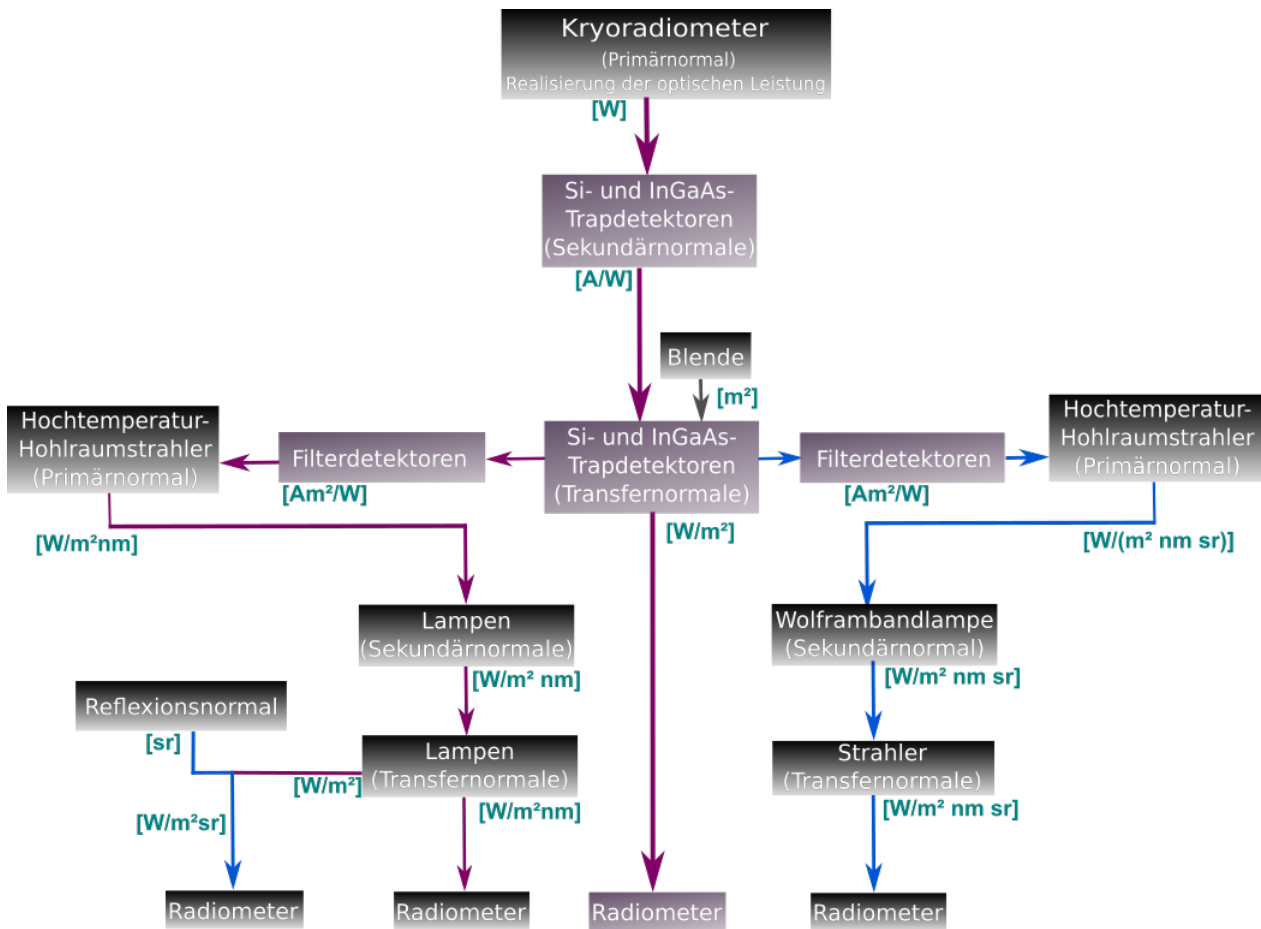 Kryoradiometer
(Primärnormal)
Realisierung der optischen Leistung
[W]
Si- und InGaAs-
Trapdetektoren
(Sekundärnormale)
[A/W]
Blende
[m²]
Hochtemperatur-
Hohlraumstrahler
(Primärnormal)
[W/m²nm]
Filterdetektoren
[Am²/W]
Si- und InGaAs-
Trapdetektoren
(Transfernormale)
[W/m²]
Filterdetektoren
[Am²/W]
Hochtemperatur-
Hohlraumstrahler
(Primärnormal)
[W/(m² nm sr)]
Lampen
(Sekundärnormale)
[W/m² nm]
Wolframbandlampe
(Sekundärnormal)
[W/m² nm sr]
Reflexionsnormal
[sr]
Lampen
(Transfernormale)
[W/m²]
[W/m²nm]
Strahler
(Transfernormale)
[W/m² nm sr]
[W/m²sr]
Radiometer
Radiometer
Radiometer
Radiometer